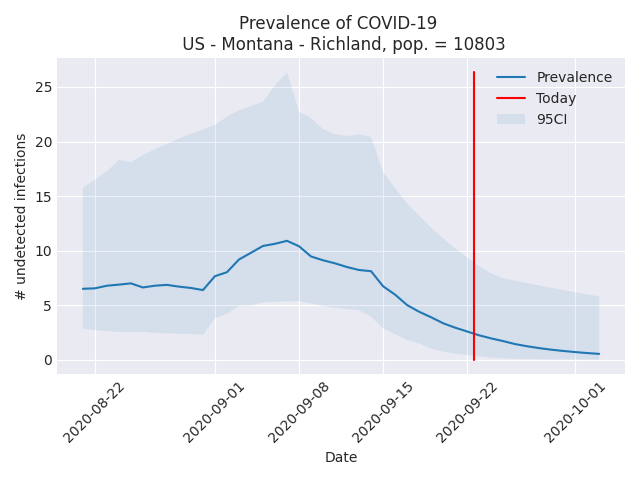 Prevalence of COVID-19
US - Montana - Richland, pop. = 10803
# undetected infections
25
20
15
10
5
0
Prevalence
Today
95CI
2020-08-22
2020-09-01
2020-09-08
2020-09-15
2020-09-22
2020-10-01
Date